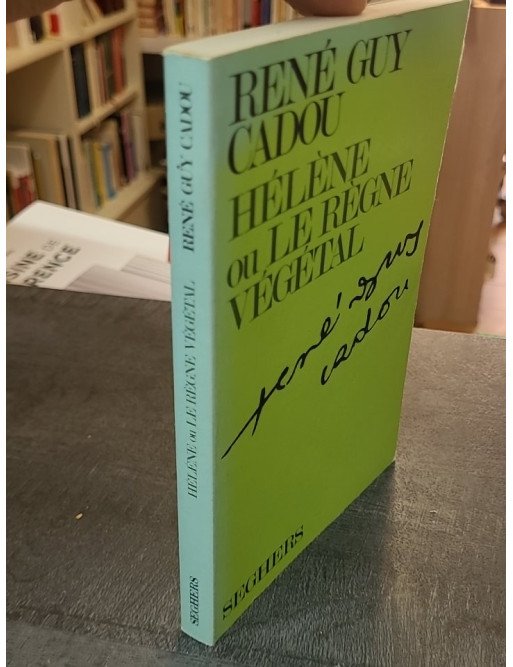 RENÉ GUY
CADOU
HÉLÈNE
ou LE RÈGNE
VÉGÉTAL
rené guy
cadou
SEGHERS
RENÉ GUY CADOU
HÉLÈNE ou LE RÈGNE VÉGÉTAL
SEGHERS